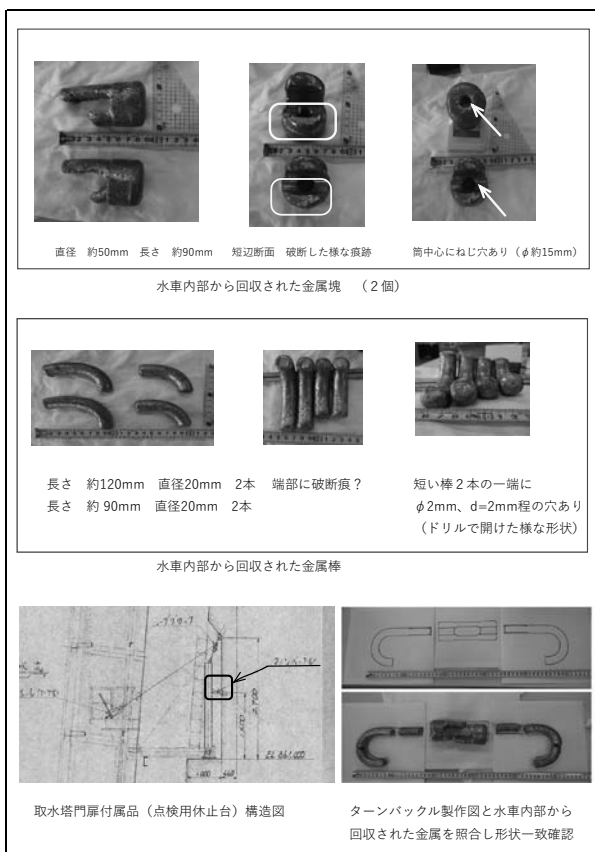 直径　約50mm　長さ　約90mm　短辺断面　破断した様な痕跡　筒中心にねじ穴あり（φ約15mm）
水車内部から回収された金属塊　（２個）
長さ　約120mm　直径20mm　2本　端部に破断痕？
長さ　約 90mm　直径20mm　2本
短い棒２本の一端に
φ2mm、d=2mm程の穴あり
（ドリルで開けた様な形状）
水車内部から回収された金属棒
EL 861.000
1,000
取水塔門扉付属品（点検用休止台）構造図
ターンバックル製作図と水車内部から
回収された金属を照合し形状一致確認